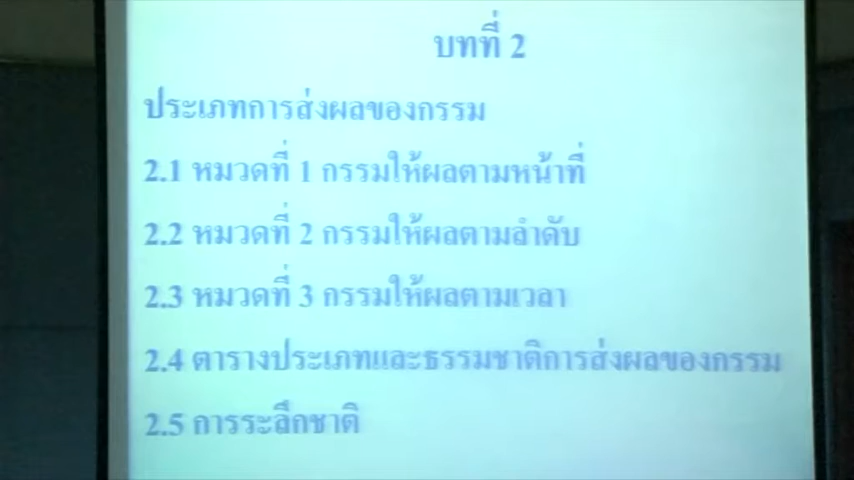 บทที่ 2
ประเภทการส่งผลของกรรม
2.1 หมวดที่ 1 กรรมให้ผลตามหน้าที่
2.2 หมวดที่ 2 กรรมให้ผลตามลำดับ
2.3 หมวดที่ 3 กรรมให้ผลตามเวลา
2.4 ตารางประเภทและธรรมชาติการส่งผลของกรรม
2.5 การระลึกชาติ